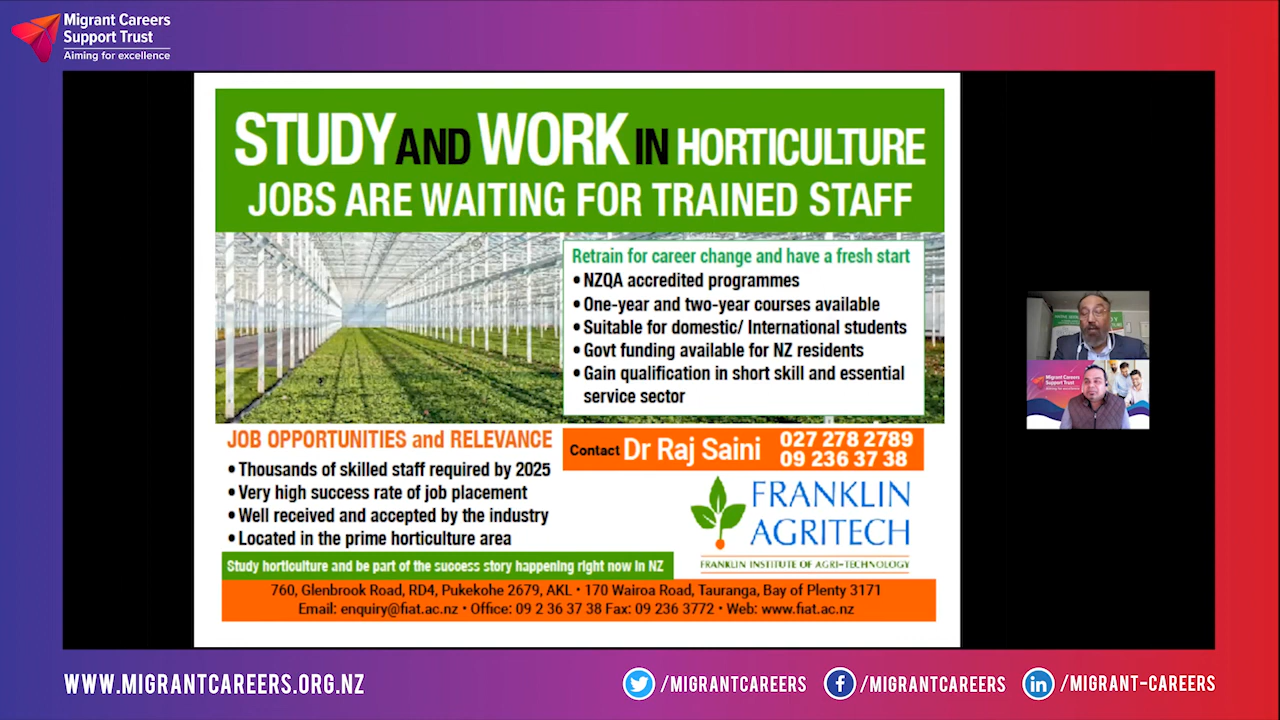 Migrant Careers
Support Trust
Aiming for excellence
STUDY AND WORK IN HORTICULTURE
JOBS ARE WAITING FOR TRAINED STAFF
Retrain for career change and have a fresh start
• NZQA accredited programmes
• One-year and two-year courses available
• Suitable for domestic/ International students
• Govt funding available for NZ residents
• Gain qualification in short skill and essential
service sector
JOB OPPORTUNITIES and RELEVANCE
• Thousands of skilled staff required by 2025
• Very high success rate of job placement
• Well received and accepted by the industry
• Located in the prime horticulture area
Contact Dr Raj Saini 027 278 2789
09 236 37 38
FRANKLIN
AGRITECH
FRANKLIN INSTITUTE OF AGRI-TECHNOLOGY
Study horticulture and be part of the success story happening right now in NZ
760, Glenbrook Road, RD4, Pukekohe 2679, AKL • 170 Wairoa Road, Tauranga, Bay of Plenty 3171
Email: enquiry@fiat.ac.nz • Office: 09 2 36 37 38 Fax: 09 236 3772 • Web: www.fiat.ac.nz
Migrant Careers
Support Trust
WWW.MIGRANTCAREERS.ORG.NZ
/MIGRANTCAREERS
/MIGRANTCAREERS
/MIGRANT-CAREERS